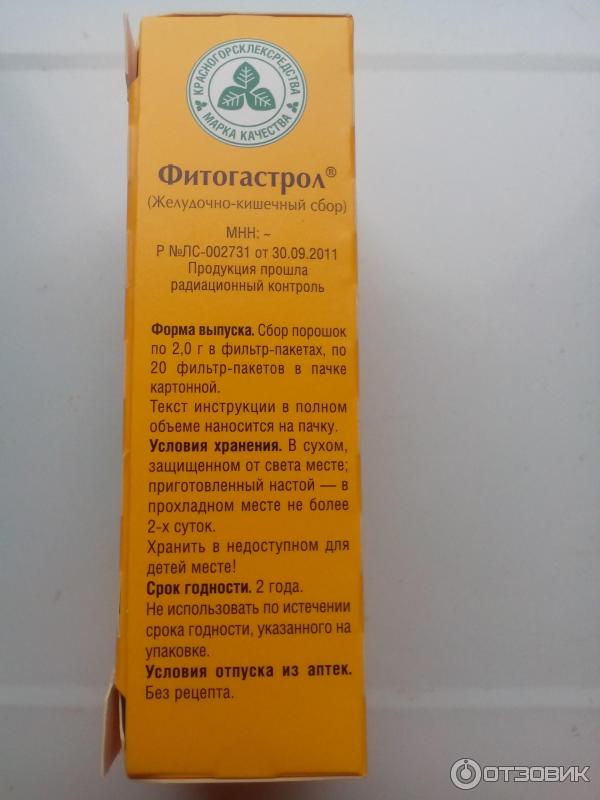 КРАСНОГОРСКЛЕКСРЕДСТВА
МАРКА КАЧЕСТВА
Фитогастрол®
(Желудочно-кишечный сбор)
МНН: ~
Р №ЛС-002731 от 30.09.2011
Продукция прошла
радиационный контроль
Форма выпуска. Сбор порошок
по 2,0 г в фильтр-пакетах, по
20 фильтр-пакетов в пачке
картонной.
Текст инструкции в полном
объеме наносится на пачку.
Условия хранения. В сухом,
защищенном от света месте;
приготовленный настой — в
прохладном месте не более
2-х суток.
Хранить в недоступном для
детей месте!
Срок годности. 2 года.
Не использовать по истечении
срока годности, указанного на
упаковке.
Условия отпуска из аптек.
Без рецепта.
ОТЗОВИК